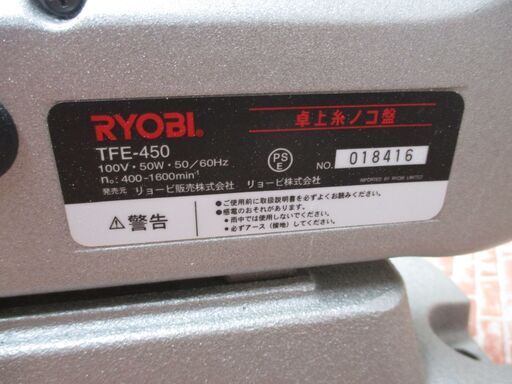 RYOBI®
卓上糸ノコ盤
TFE-450
100V・50W・50/60Hz
n₀:400-1600min⁻¹
PS
E
NO. 018416
発売元 リョービ販売株式会社 リョービ株式会社
IMPORTED BY RYOBI LIMITED
⚠警告
●ご使用前に取扱説明書を必ずよくお読みください。
●感電のおそれがあります。
●雨中では使用しないでください。
●必ずアース(接地)してください。